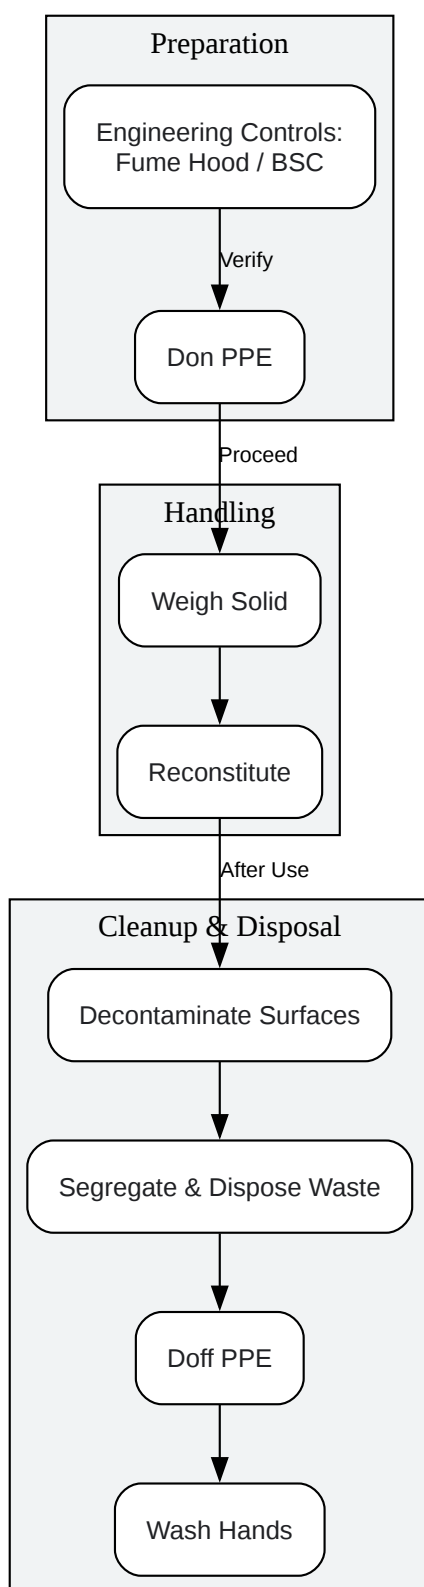 Preparation
Engineering Controls:
Fume Hood / BSC
Verify
Don PPE
Proceed
Handling
Weigh Solid
Reconstitute
After Use
Cleanup & Disposal
Decontaminate Surfaces
Segregate & Dispose Waste
Doff PPE
Wash Hands